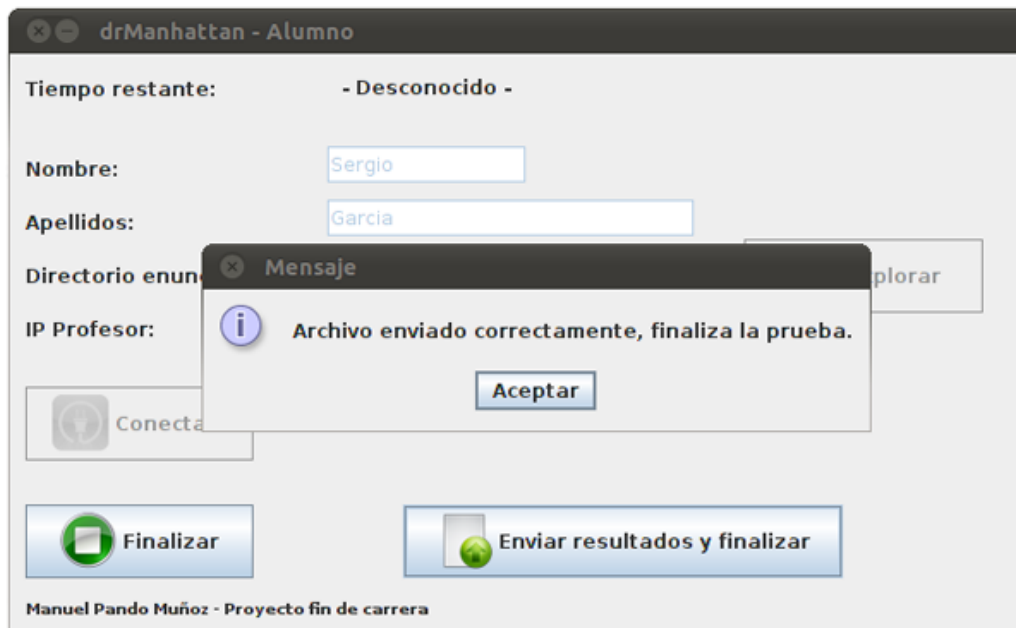 drManhattan - Alumno
Tiempo restante: - Desconocido -
Nombre: Sergio
Apellidos: Garcia
Directorio
IP Profesor:
Mensaje
Archivo enviado correctamente, finaliza la prueba.
Aceptar
Finalizar
Enviar resultados y finalizar
Manuel Pando Muñoz - Proyecto fin de carrera